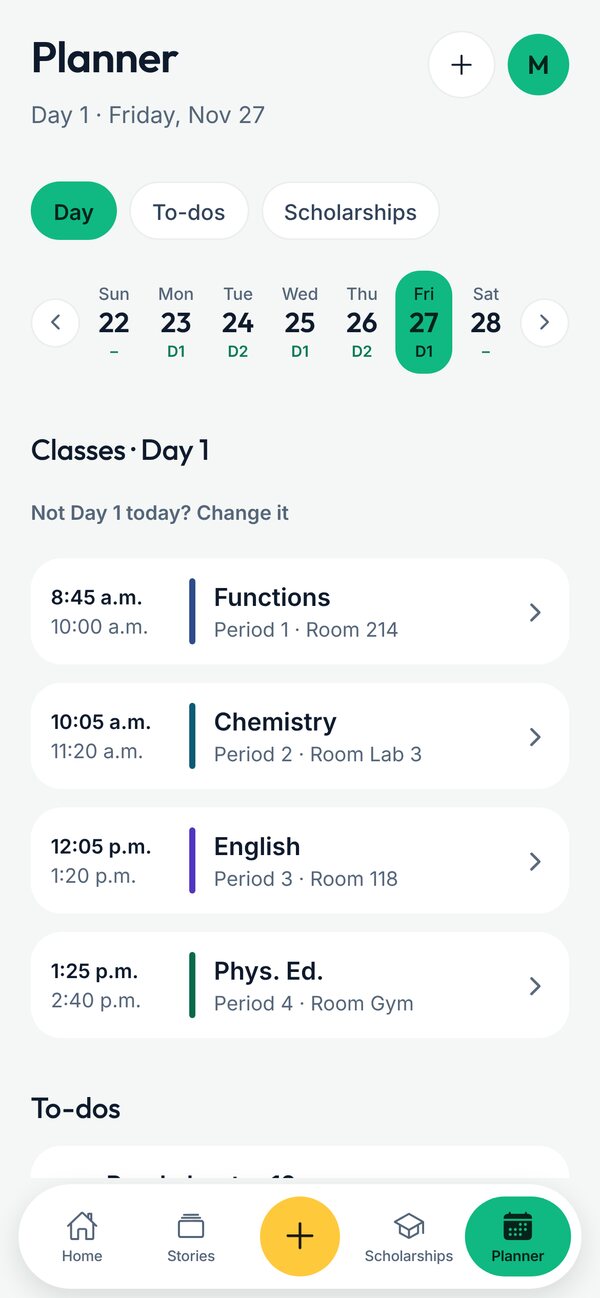 Planner
M
Day 1 · Friday, Nov 27
Day To-dos Scholarships
Sun Mon Tue Wed Thu Fri Sat
22 23 24 25 26 27 28
– D1 D2 D1 D2 D1 –
Classes · Day 1
Not Day 1 today? Change it
8:45 a.m. Functions
10:00 a.m. Period 1 · Room 214
10:05 a.m. Chemistry
11:20 a.m. Period 2 · Room Lab 3
12:05 p.m. English
1:20 p.m. Period 3 · Room 118
1:25 p.m. Phys. Ed.
2:40 p.m. Period 4 · Room Gym
To-dos
Home Stories Scholarships Planner